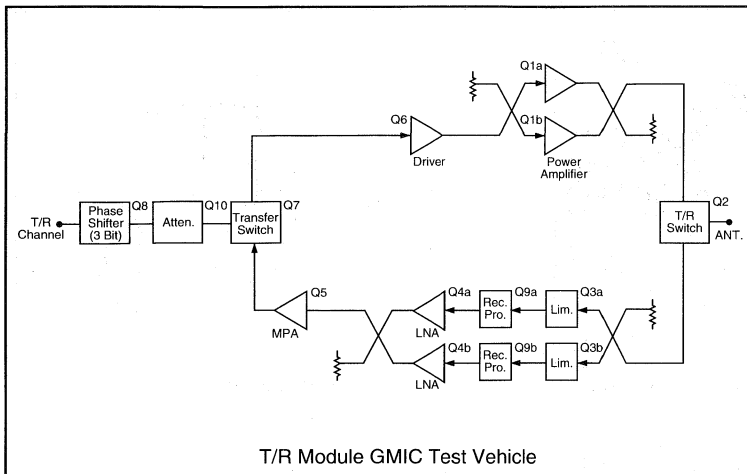 Q1a
Q6
Q1b
Driver
Power
Amplifier
T/R
Channel
Phase
Shifter
(3 Bit)
Q8
Atten.
Q10
Transfer
Switch
Q7
T/R
Switch
Q2
ANT.
Q5
MPA
Q4a
LNA
Rec.
Pro.
Q9a
Lim.
Q3a
Q4b
LNA
Rec.
Pro.
Q9b
Lim.
Q3b
T/R Module GMIC Test Vehicle